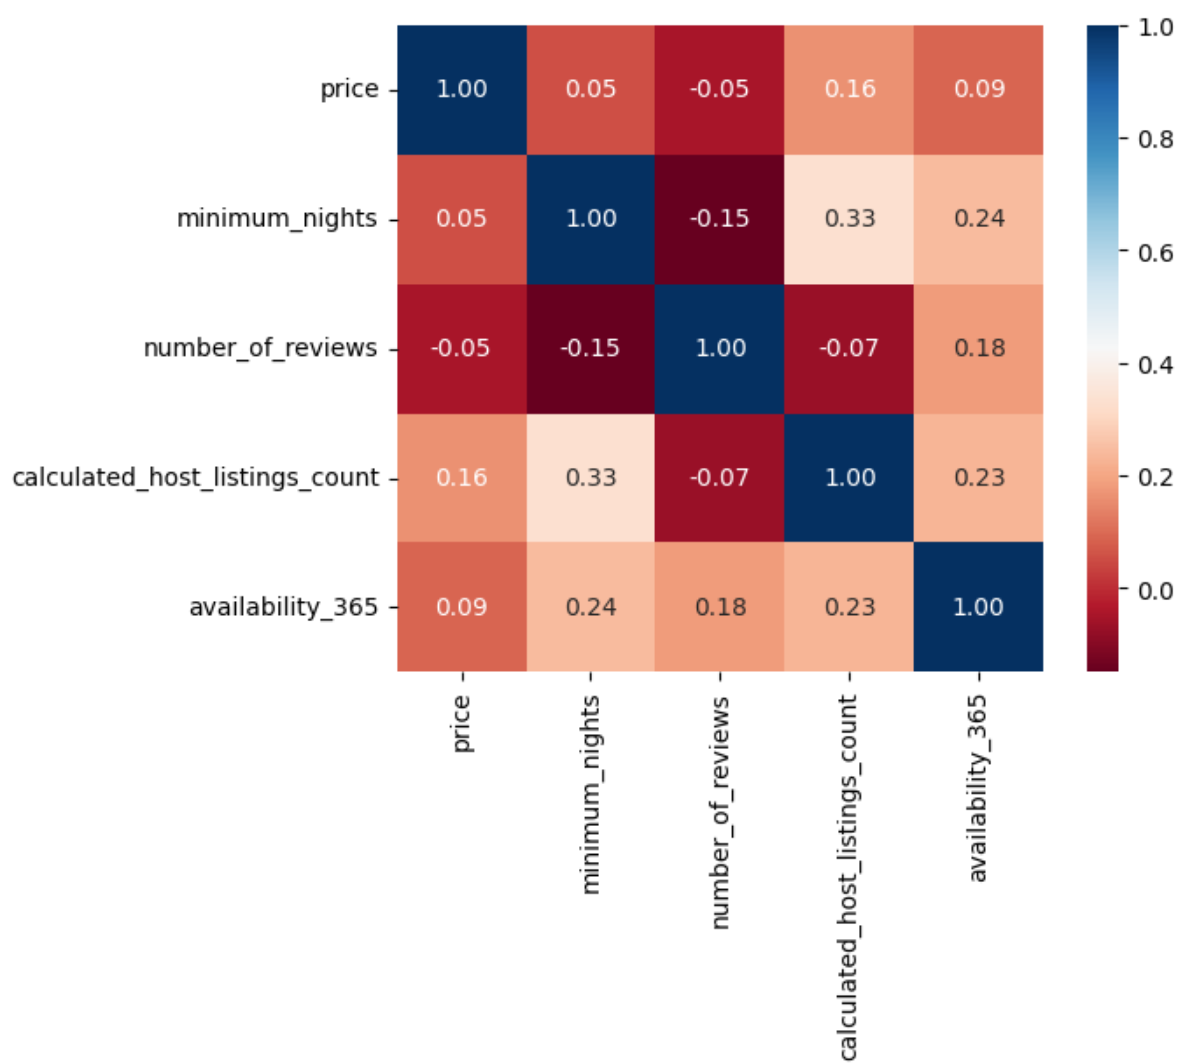 price 1.00 0.05 -0.05 0.16 0.09
minimum_nights 0.05 1.00 -0.15 0.33 0.24
number_of_reviews -0.05 -0.15 1.00 -0.07 0.18
calculated_host_listings_count 0.16 0.33 -0.07 1.00 0.23
availability_365 0.09 0.24 0.18 0.23 1.00
price
minimum_nights
number_of_reviews
calculated_host_listings_count
availability_365
1.0
0.8
0.6
0.4
0.2
0.0